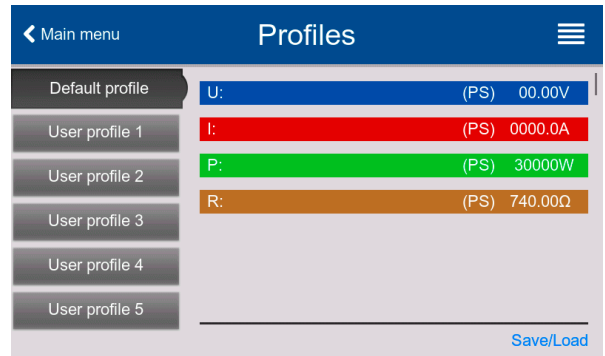 Main menu
Profiles
Default profile
User profile 1
User profile 2
User profile 3
User profile 4
User profile 5
U: (PS) 00.00V
I: (PS) 0000.0A
P: (PS) 30000W
R: (PS) 740.00Ω
Save/Load